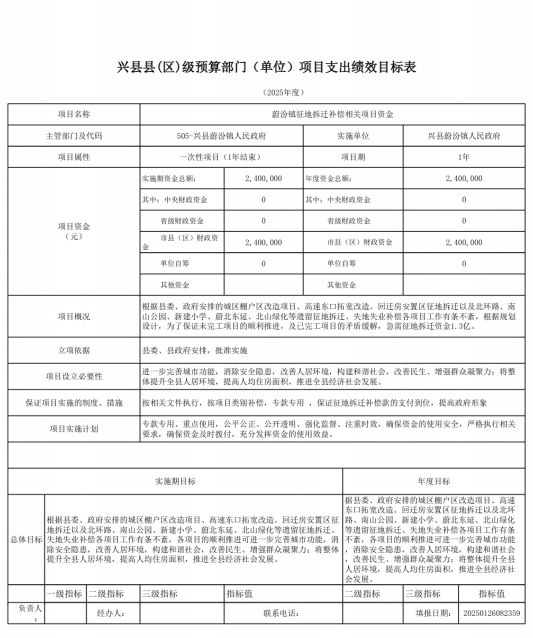 兴县县(区)级预算部门（单位）项目支出绩效目标表
（2025年度）
项目名称 蔚汾镇征地拆迁补偿相关项目资金
主管部门及代码 505-兴县蔚汾镇人民政府 实施单位 兴县蔚汾镇人民政府
项目属性 一次性项目（1年结束） 项目期 1年
项目资金
（元）
实施期资金总额: 2,400,000 年度资金总额: 2,400,000
其中: 中央财政资金 0 其中: 中央财政资金 0
省级财政资金 0 省级财政资金 0
市县（区）财政资
金 2,400,000 市县（区）财政资金 2,400,000
单位自筹 0 单位自筹 0
其他资金 其他资金
项目概况
根据县委、政府安排的城区棚户区改造项目、高速东口拓宽改造、回迁房安置区征地拆迁以及北环路、南
山公园、新建小学、蔚北东延、北山绿化等遗留征地拆迁、失地失业补偿各项目工作有条不紊，根据规划
设计，为了保证未完工项目的顺利推进，及已完工项目的矛盾缓解，急需征地拆迁资金1.3亿。
立项依据 县委、县政府安排，批准实施
项目设立必要性
进一步完善城市功能，消除安全隐患，改善人居环境，构建和谐社会，改善民生、增强群众凝聚力；将整
体提升全县人居环境，提高人均住房面积，推进全县经济社会发展。
保证项目实施的制度、措施 按相关文件执行，按项目类别补偿，专款专用 ，保证征地拆迁补偿款的支付到位，提高政府形象
项目实施计划
专款专用、重点使用，公平公正、公开透明、强化监督、注重时效，确保资金的使用安全，严格执行相关
要求，确保资金及时拨付，充分发挥资金的使用效益。
实施期目标 年度目标
总体目标
根据县委、政府安排的城区棚户区改造项目、高速东口拓宽改造、回迁房安置区征
地拆迁以及北环路、南山公园、新建小学、蔚北东延、北山绿化等遗留征地拆迁、
失地失业补偿各项目工作有条不紊，各项目的顺利推进可进一步完善城市功能，消
除安全隐患，改善人居环境，构建和谐社会，改善民生、增强群众凝聚力；将整体
提升全县人居环境，提高人均住房面积，推进全县经济社会发展。
据县委、政府安排的城区棚户区改造项目、高速
东口拓宽改造、回迁房安置区征地拆迁以及北环
路、南山公园、新建小学、蔚北东延、北山绿化
等遗留征地拆迁、失地失业补偿各项目工作有条
不紊，各项目的顺利推进可进一步完善城市功能
，消除安全隐患，改善人居环境，构建和谐社会
，改善民生、增强群众凝聚力；将整体提升全县
人居环境，提高人均住房面积，推进全县经济社
会发展。
一级指标 二级指标 三级指标 指标值 二级指标 三级指标 指标值
负责人
： 经办人： 联系电话： 填报日期： 20250126082359